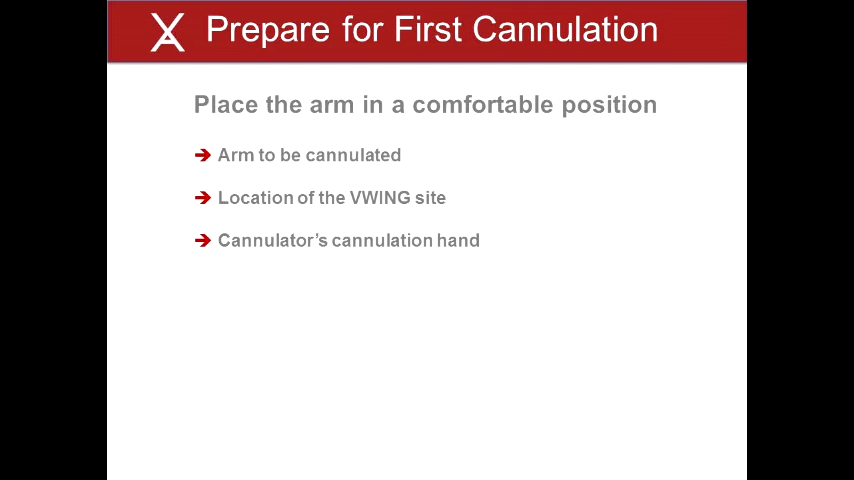 Prepare for First Cannulation
Place the arm in a comfortable position
➔ Arm to be cannulated
➔ Location of the VWING site
➔ Cannulator’s cannulation hand